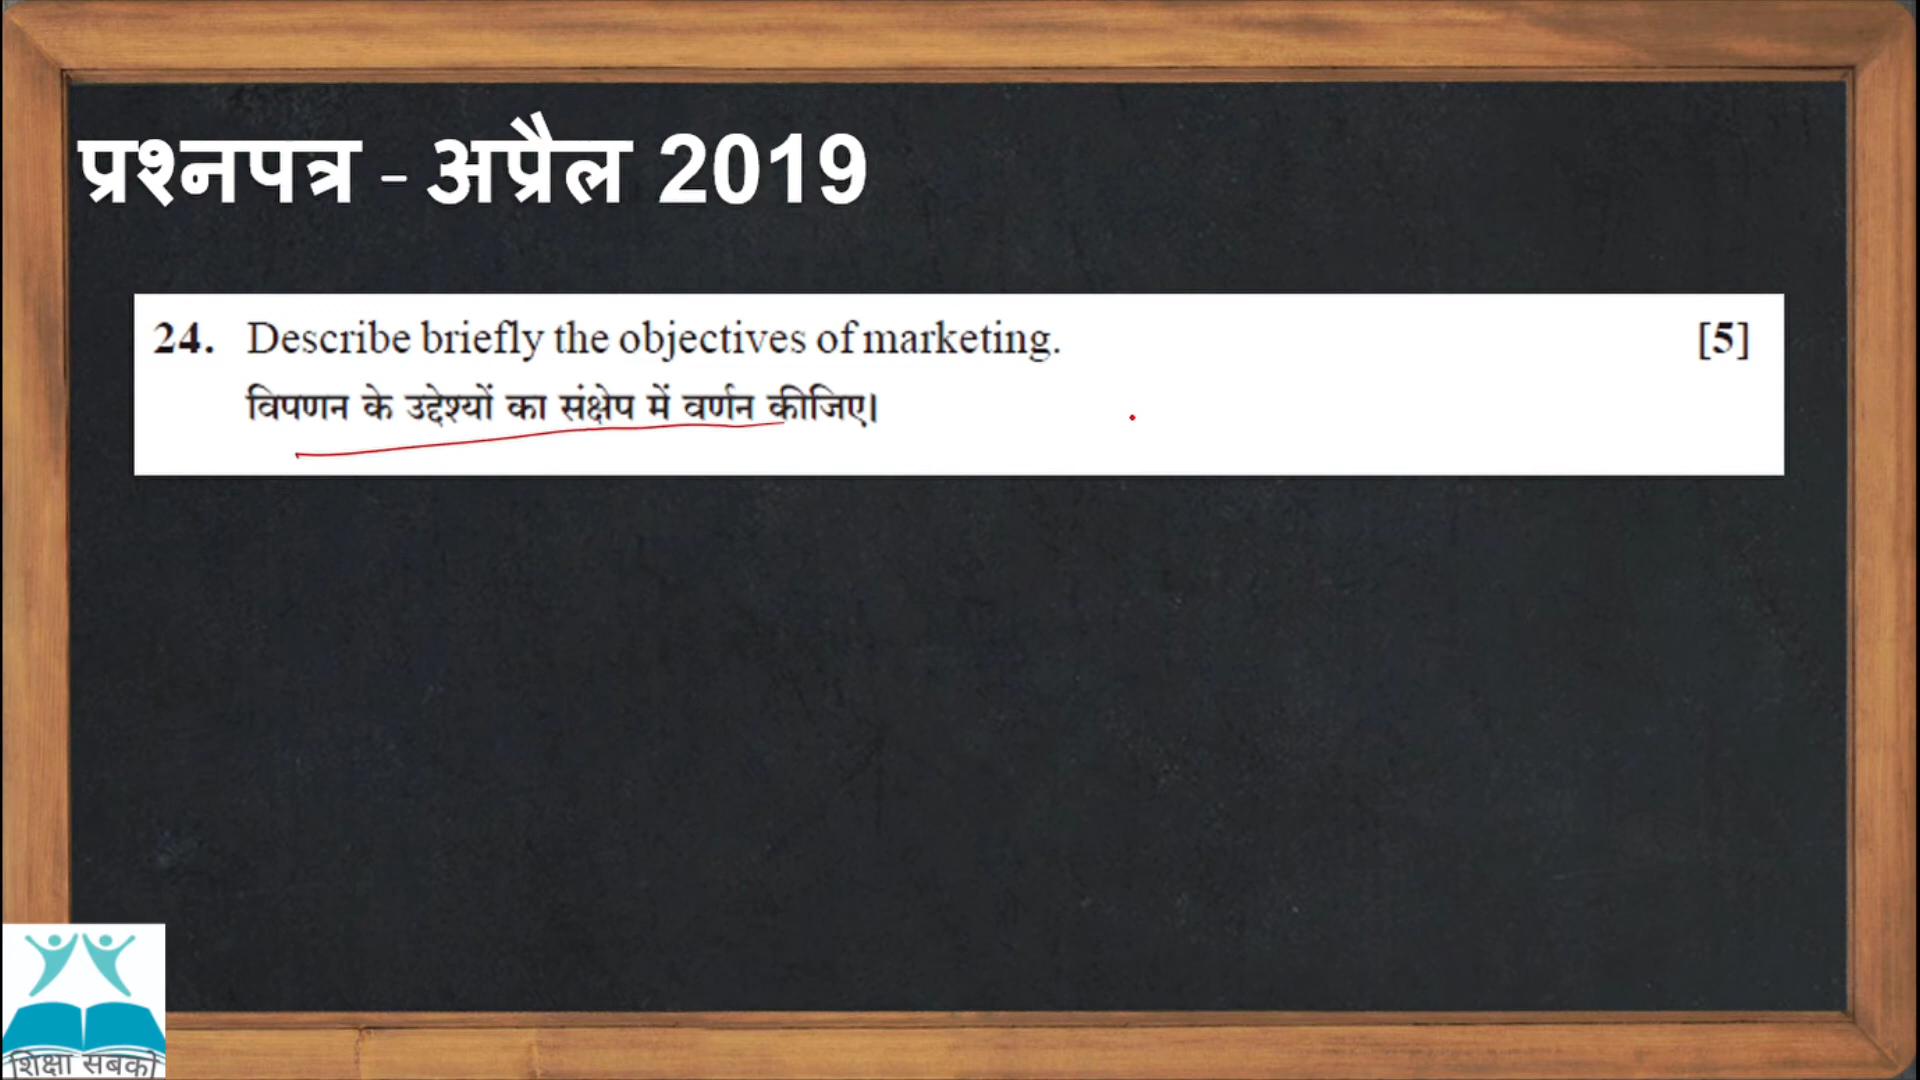 प्रश्नपत्र - अप्रैल 2019
24. Describe briefly the objectives of marketing. [5]
विपणन के उद्देश्यों का संक्षेप में वर्णन कीजिए।
शिक्षा सबको